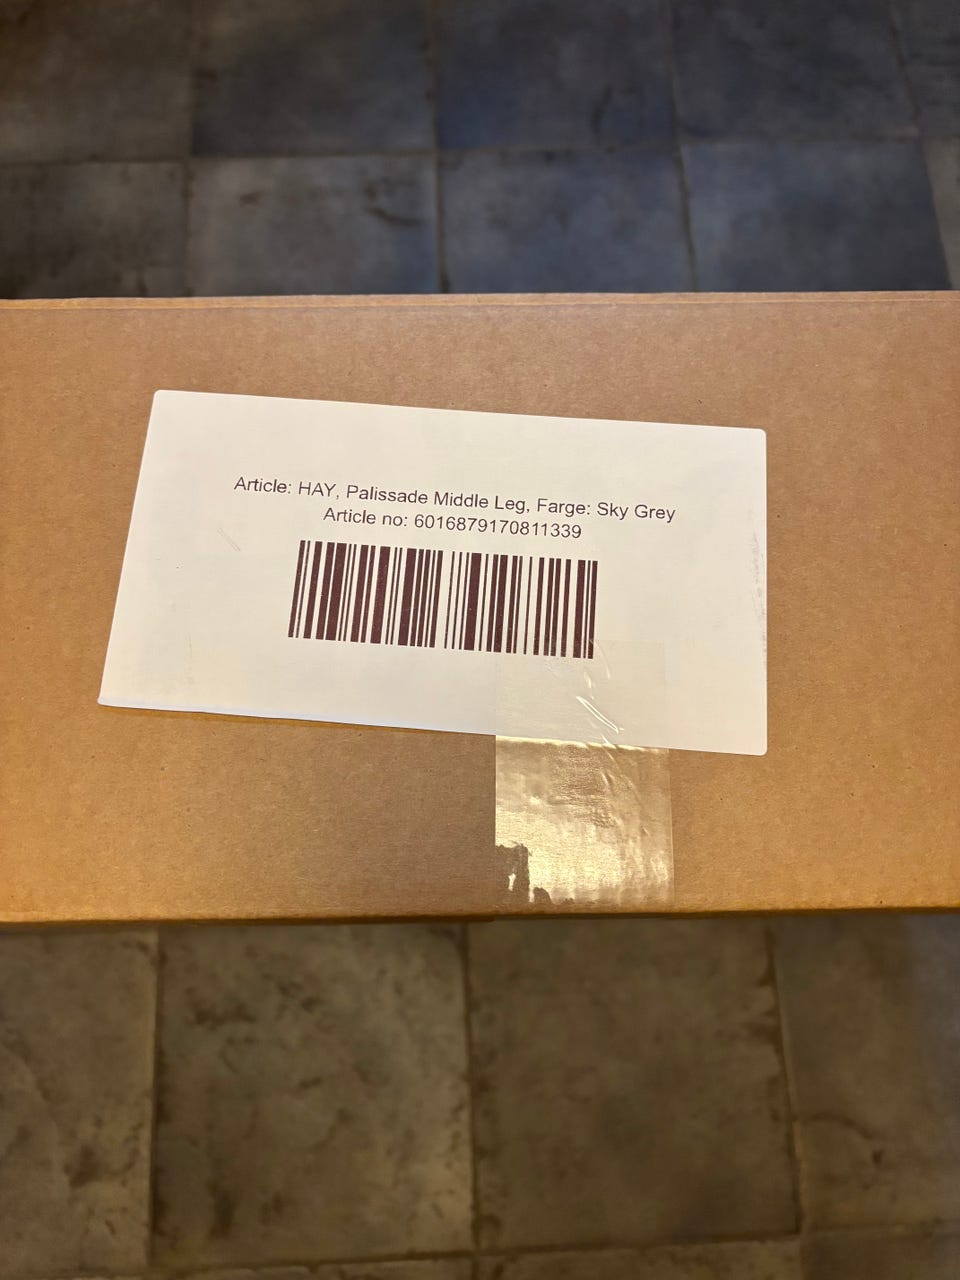 Article: HAY, Palissade Middle Leg, Farge: Sky Grey
Article no: 6016879170811339